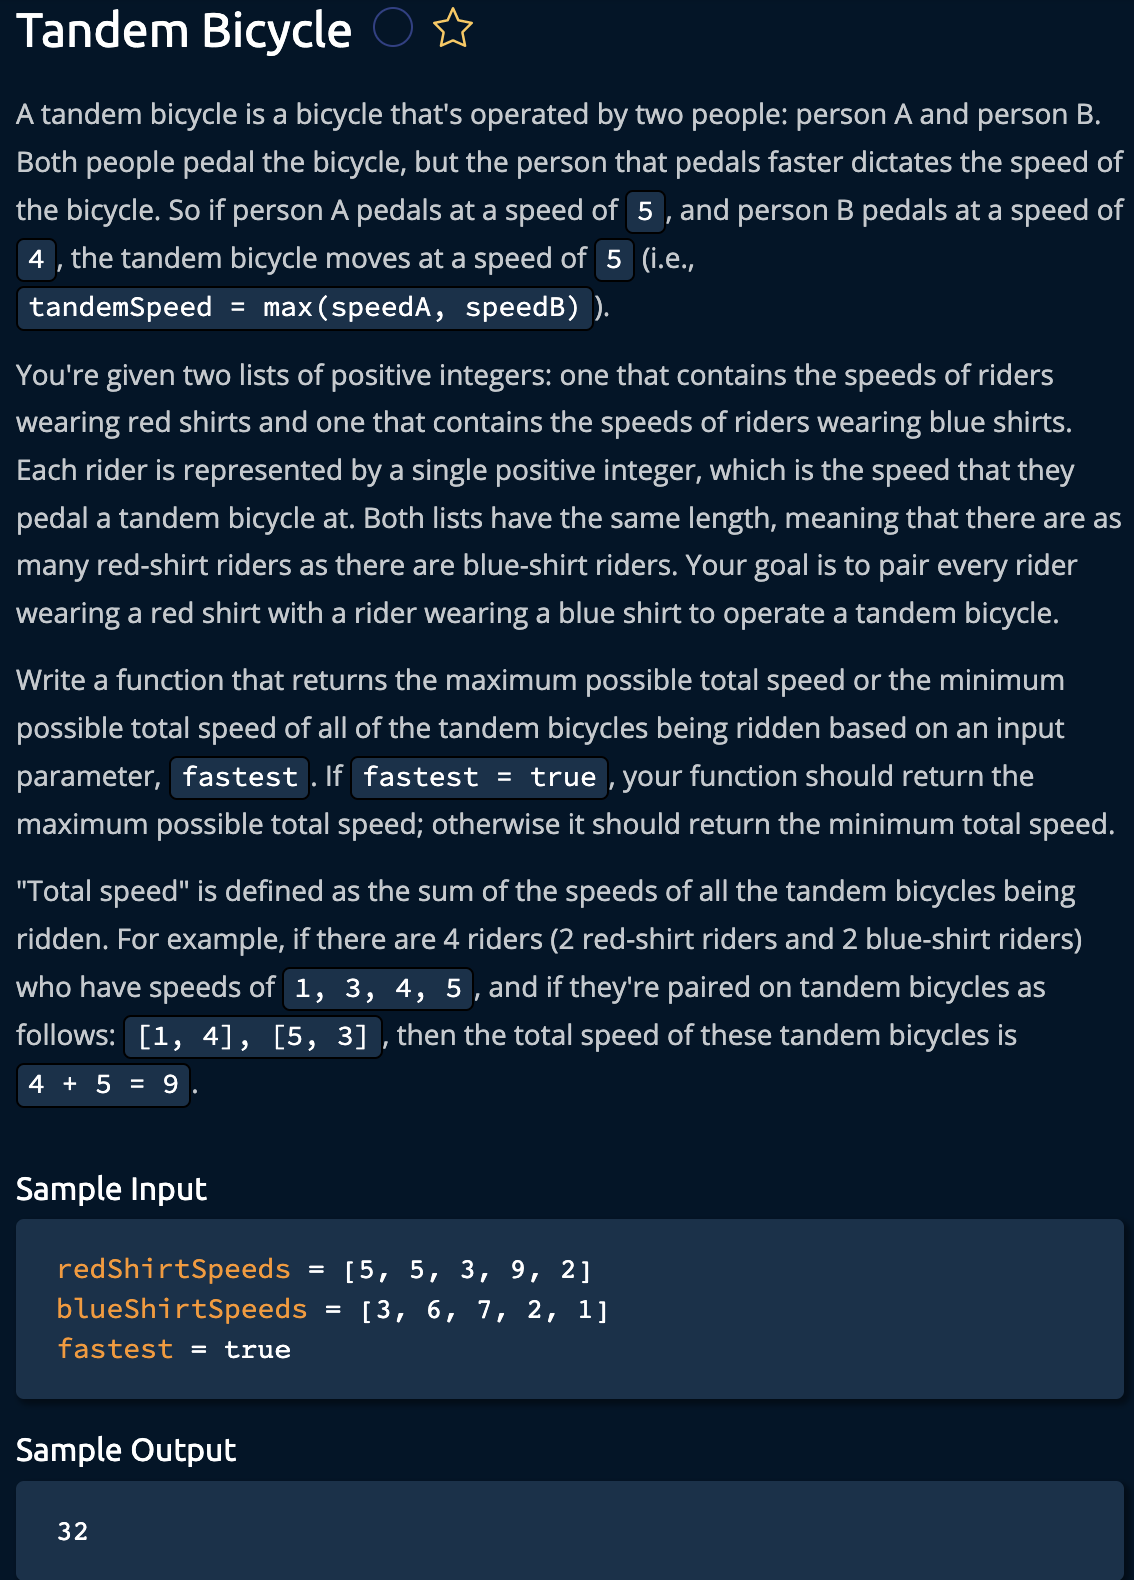 Tandem Bicycle
A tandem bicycle is a bicycle that's operated by two people: person A and person B.
Both people pedal the bicycle, but the person that pedals faster dictates the speed of
the bicycle. So if person A pedals at a speed of 5, and person B pedals at a speed of
4, the tandem bicycle moves at a speed of 5 (i.e.,
tandemSpeed = max(speedA, speedB)).
You're given two lists of positive integers: one that contains the speeds of riders
wearing red shirts and one that contains the speeds of riders wearing blue shirts.
Each rider is represented by a single positive integer, which is the speed that they
pedal a tandem bicycle at. Both lists have the same length, meaning that there are as
many red-shirt riders as there are blue-shirt riders. Your goal is to pair every rider
wearing a red shirt with a rider wearing a blue shirt to operate a tandem bicycle.
Write a function that returns the maximum possible total speed or the minimum
possible total speed of all of the tandem bicycles being ridden based on an input
parameter, fastest. If fastest = true, your function should return the
maximum possible total speed; otherwise it should return the minimum total speed.
"Total speed" is defined as the sum of the speeds of all the tandem bicycles being
ridden. For example, if there are 4 riders (2 red-shirt riders and 2 blue-shirt riders)
who have speeds of 1, 3, 4, 5, and if they're paired on tandem bicycles as
follows: [1, 4], [5, 3], then the total speed of these tandem bicycles is
4 + 5 = 9.
Sample Input
redShirtSpeeds = [5, 5, 3, 9, 2]
blueShirtSpeeds = [3, 6, 7, 2, 1]
fastest = true
Sample Output
32